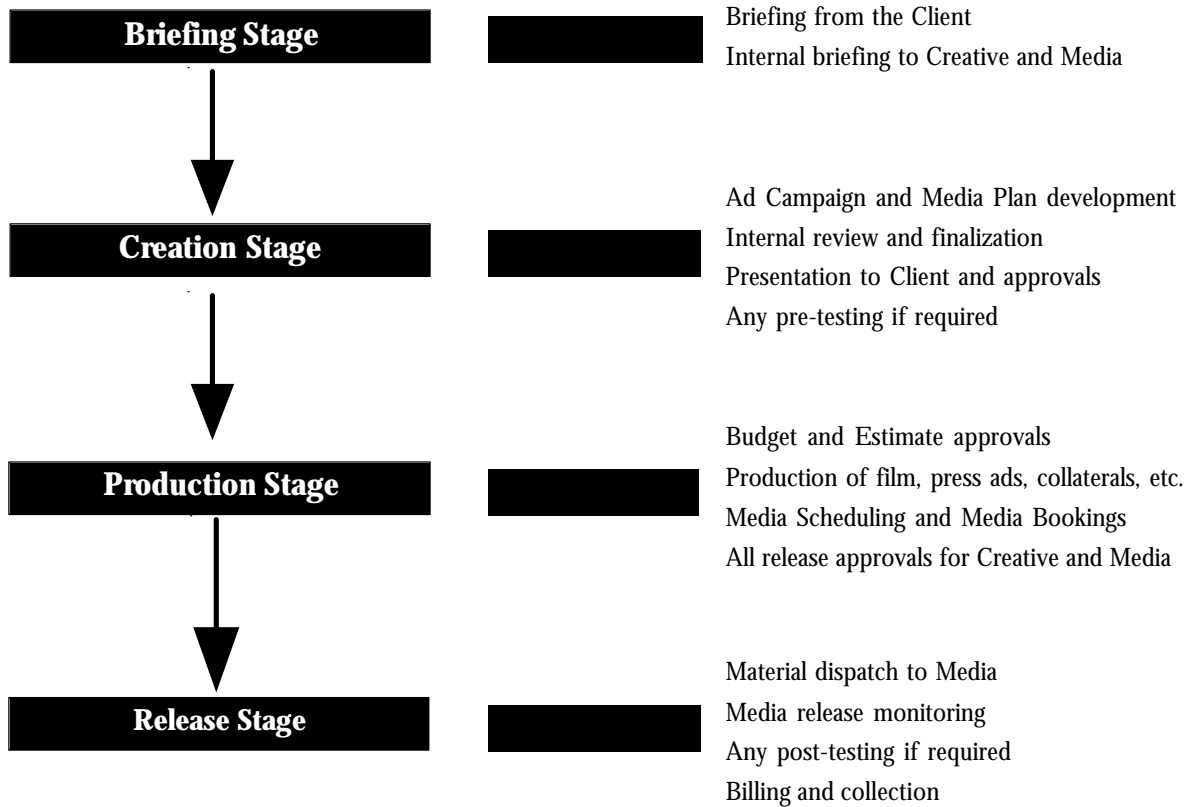 Briefing Stage
Briefing from the Client
Internal briefing to Creative and Media
Creation Stage
Ad Campaign and Media Plan development
Internal review and finalization
Presentation to Client and approvals
Any pre-testing if required
Production Stage
Budget and Estimate approvals
Production of film, press ads, collaterals, etc.
Media Scheduling and Media Bookings
All release approvals for Creative and Media
Release Stage
Material dispatch to Media
Media release monitoring
Any post-testing if required
Billing and collection